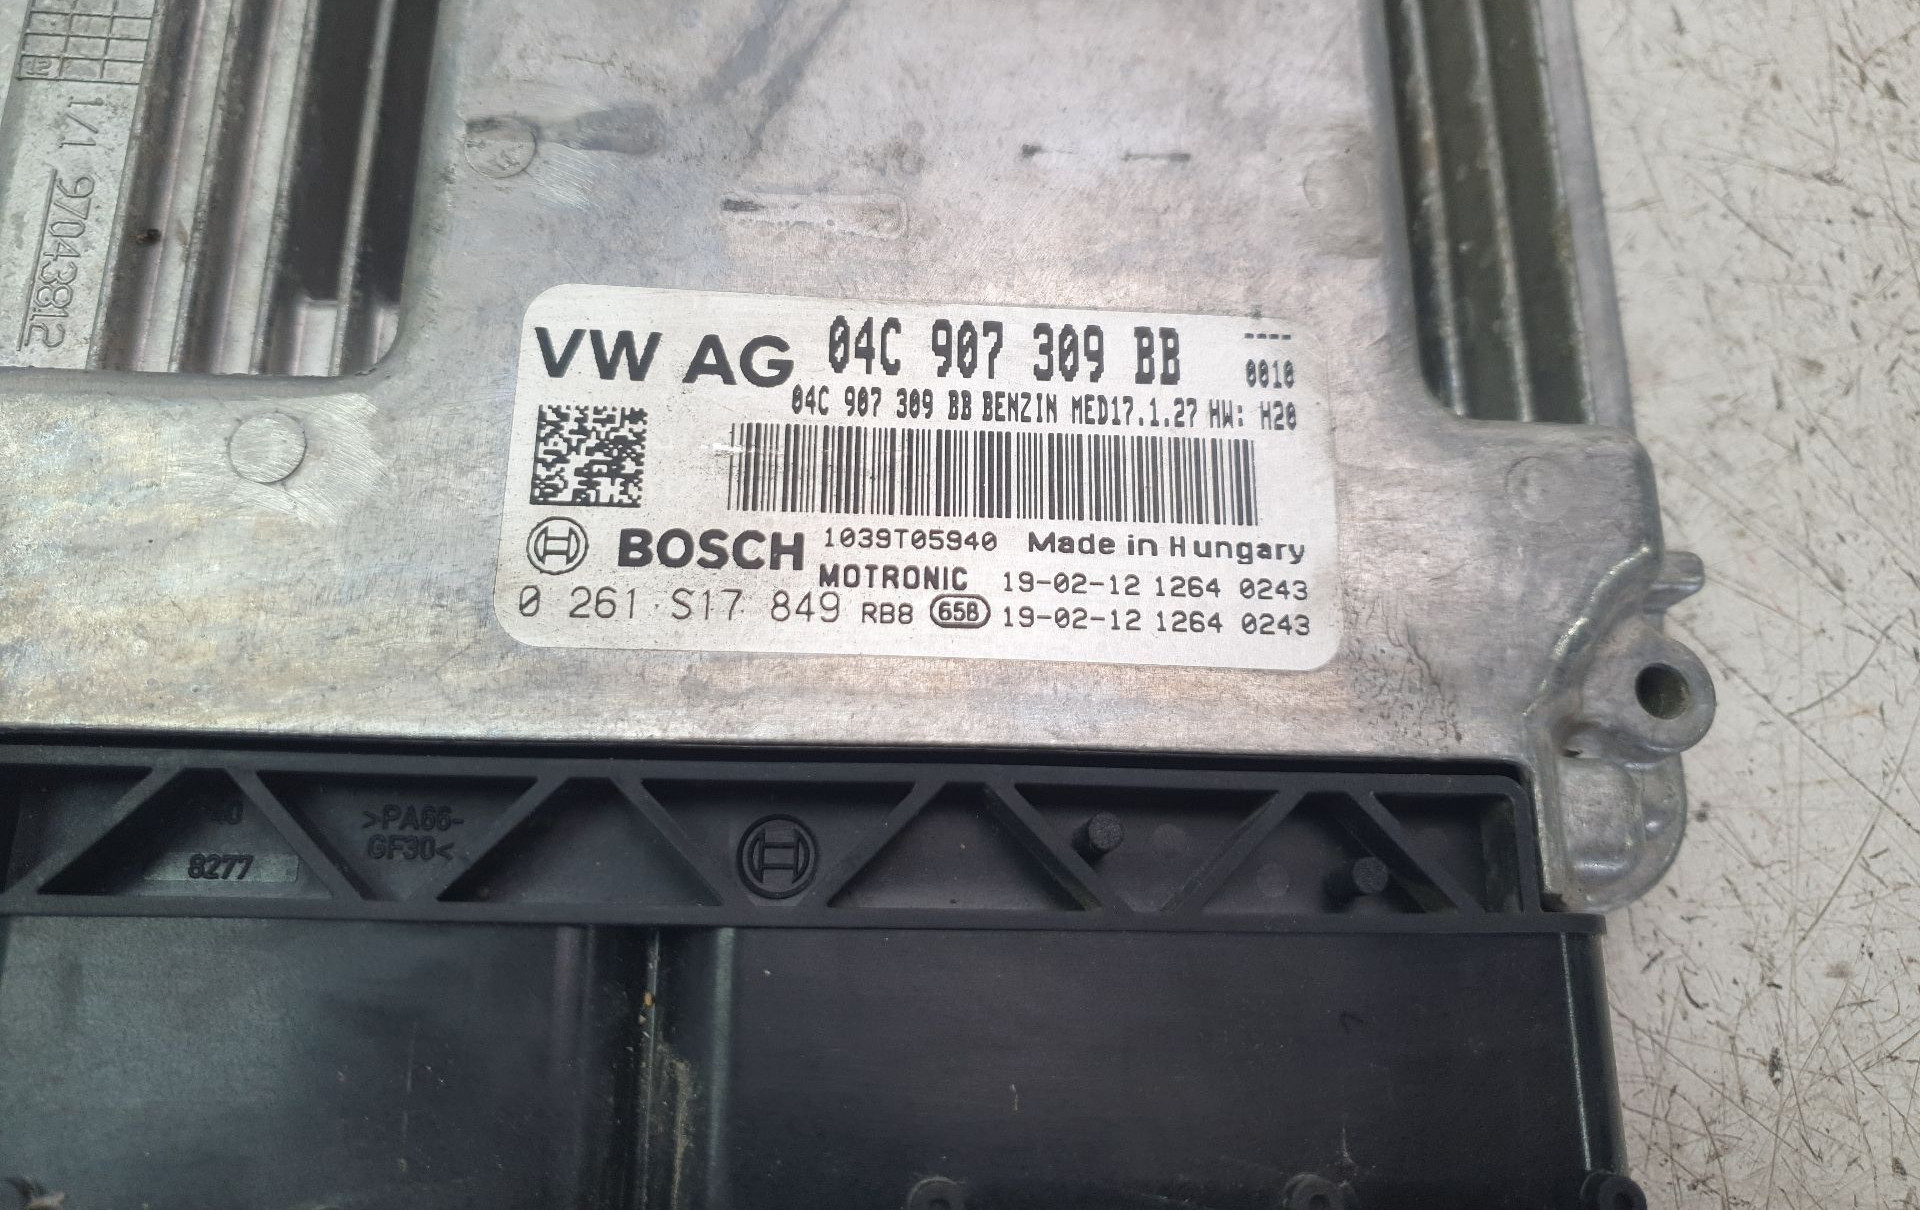 1/1 97043812
VW AG 04C 907 309 BB ----
0010
04C 907 309 BB BENZIN MED17.1.27 HW: H20
BOSCH 1039T05940 Made in Hungary
MOTRONIC 19-02-12 1264 0243
0 261 S17 849 RB8 65B 19-02-12 1264 0243
>PA66-
GF30<
8277